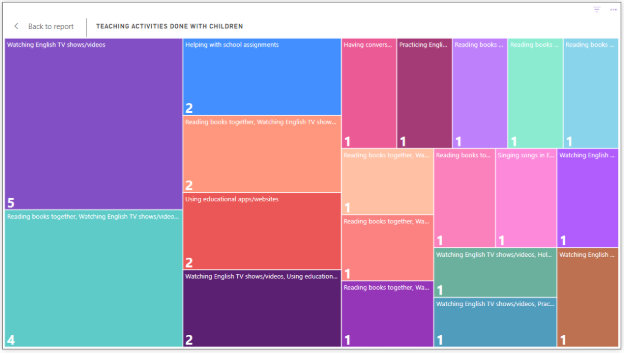 Back to report
TEACHING ACTIVITIES DONE WITH CHILDREN
Watching English TV shows/videos
5
Reading books together, Watching English TV shows/video...
4
Helping with school assignments
2
Reading books together, Watching English TV show...
2
Using educational apps/websites
2
Watching English TV shows/videos, Using education...
2
Having convers...
1
Practicing Engli...
1
Reading books ...
1
Reading books ...
1
Reading books ...
1
Reading books together, Wa...
1
Reading books together, Wa...
1
Reading books together, Wa...
1
Reading books to...
1
Singing songs in E...
1
Watching English ...
1
Watching English TV shows/videos, Hel...
1
Watching English TV shows/videos, Prac...
1
Watching English ...
1